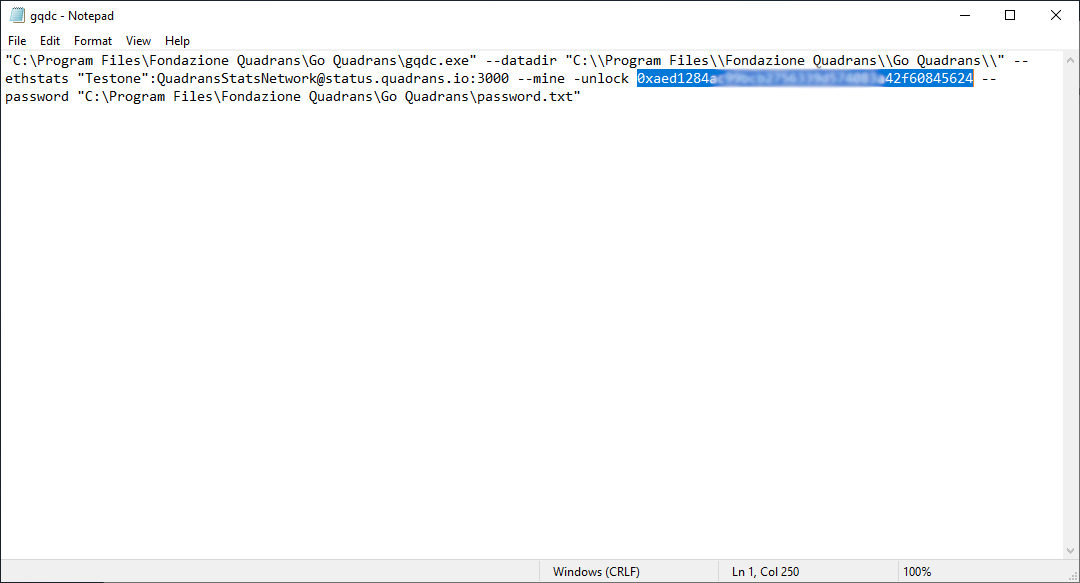 gqdc - Notepad
File Edit Format View Help
"C:\Program Files\Fondazione Quadrans\Go Quadrans\gqdc.exe" --datadir "C:\\Program Files\\Fondazione Quadrans\\Go Quadrans\\" --
ethstats "Testone":QuadransStatsNetwork@status.quadrans.io:3000 --mine -unlock 0xaed1284 42f60845624 --
password "C:\Program Files\Fondazione Quadrans\Go Quadrans\password.txt"
Windows (CRLF) Ln 1, Col 250 100%